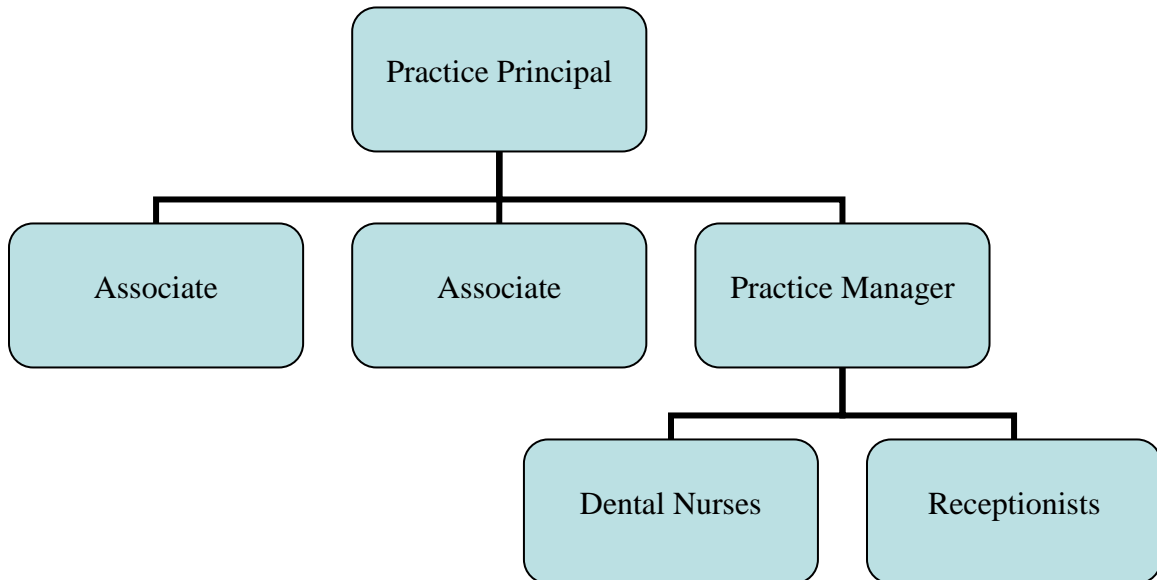 Practice Principal
Associate
Associate
Practice Manager
Dental Nurses
Receptionists